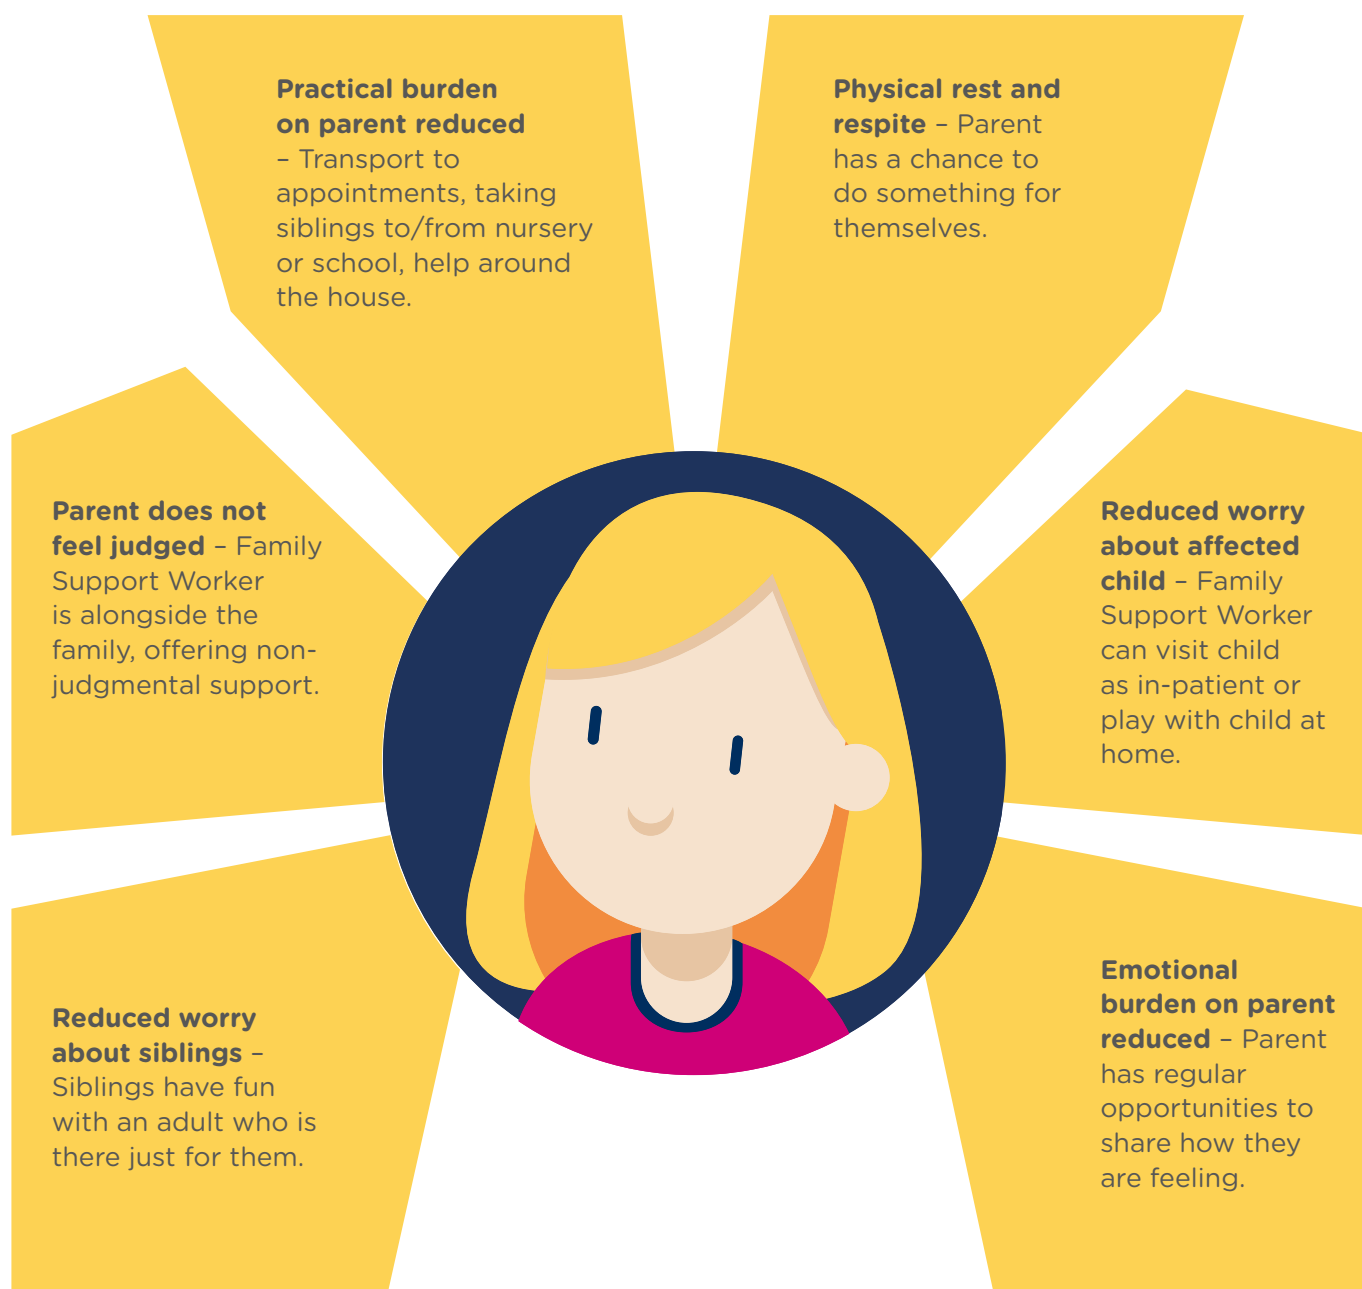 Practical burden
on parent reduced
– Transport to
appointments, taking
siblings to/from nursery
or school, help around
the house.
Physical rest and
respite – Parent
has a chance to
do something for
themselves.
Parent does not
feel judged – Family
Support Worker
is alongside the
family, offering non-
judgmental support.
Reduced worry
about affected
child – Family
Support Worker
can visit child
as in-patient or
play with child at
home.
Reduced worry
about siblings –
Siblings have fun
with an adult who is
there just for them.
Emotional
burden on parent
reduced – Parent
has regular
opportunities to
share how they
are feeling.